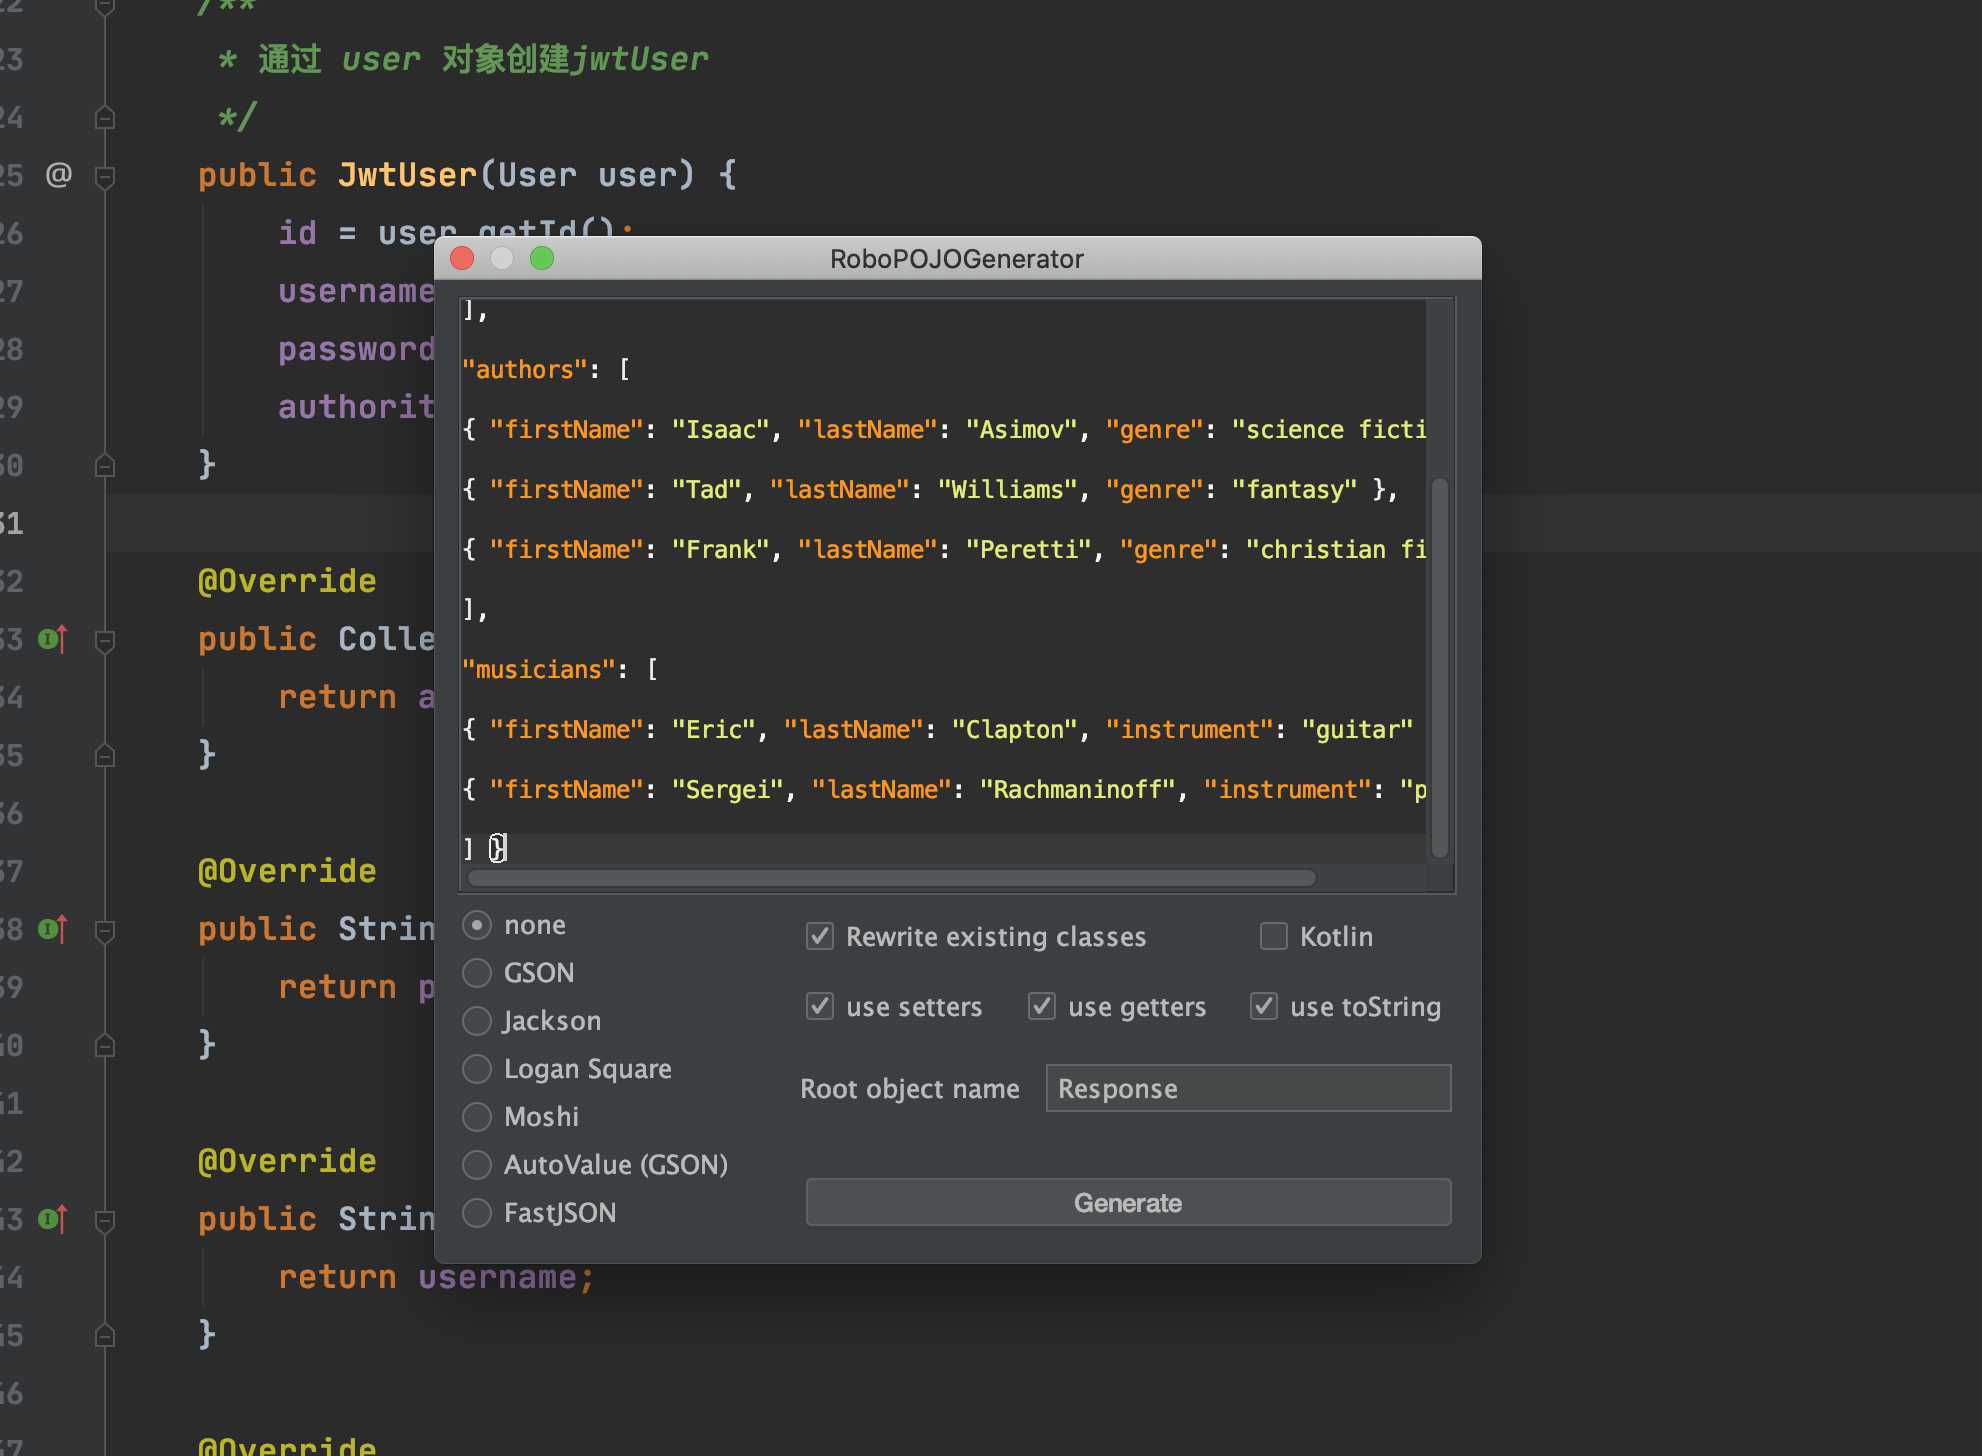 /**
23 * 通过 user 对象创建jwtUser
24 */
25 @ public JwtUser(User user) {
26 id = user.getId();
27 username
28 password
29 authorit
30 }
31
32 @Override
33 public Colle
34 return a
35 }
36
37 @Override
38 public Strin
39 return p
40 }
41
42 @Override
43 public Strin
44 return username;
45 }
46
47 @Override
RoboPOJOGenerator
],
"authors": [
{ "firstName": "Isaac", "lastName": "Asimov", "genre": "science ficti
{ "firstName": "Tad", "lastName": "Williams", "genre": "fantasy" },
{ "firstName": "Frank", "lastName": "Peretti", "genre": "christian fi
],
"musicians": [
{ "firstName": "Eric", "lastName": "Clapton", "instrument": "guitar"
{ "firstName": "Sergei", "lastName": "Rachmaninoff", "instrument": "p
] }
none
GSON
Jackson
Logan Square
Moshi
AutoValue (GSON)
FastJSON
Rewrite existing classes
Kotlin
use setters
use getters
use toString
Root object name
Response
Generate